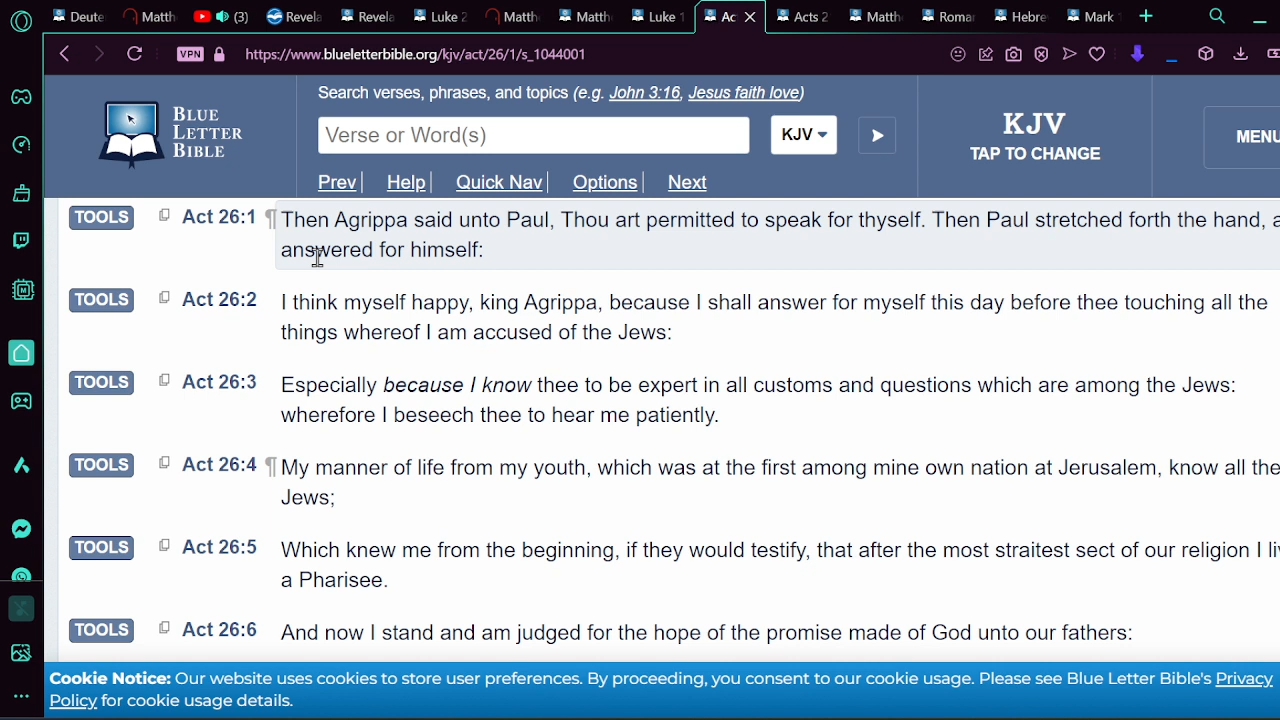 Deute Matth (3) Revela Revela Luke 2 Matth Matth Luke 1 Ac Acts 2 Matth Roma Hebre Mark 1
VPN https://www.blueletterbible.org/kjv/act/26/1/s_1044001
BLUE
LETTER
BIBLE
Search verses, phrases, and topics (e.g. John 3:16, Jesus faith love)
Verse or Word(s)
KJV
Prev Help Quick Nav Options Next
KJV
TAP TO CHANGE
MENU
TOOLS Act 26:1 ¶ Then Agrippa said unto Paul, Thou art permitted to speak for thyself. Then Paul stretched forth the hand, a
answered for himself:
TOOLS Act 26:2 I think myself happy, king Agrippa, because I shall answer for myself this day before thee touching all the
things whereof I am accused of the Jews:
TOOLS Act 26:3 Especially because I know thee to be expert in all customs and questions which are among the Jews:
wherefore I beseech thee to hear me patiently.
TOOLS Act 26:4 ¶ My manner of life from my youth, which was at the first among mine own nation at Jerusalem, know all the
Jews;
TOOLS Act 26:5 Which knew me from the beginning, if they would testify, that after the most straitest sect of our religion I li
a Pharisee.
TOOLS Act 26:6 And now I stand and am judged for the hope of the promise made of God unto our fathers:
Cookie Notice: Our website uses cookies to store user preferences. By proceeding, you consent to our cookie usage. Please see Blue Letter Bible's Privacy
Policy for cookie usage details.